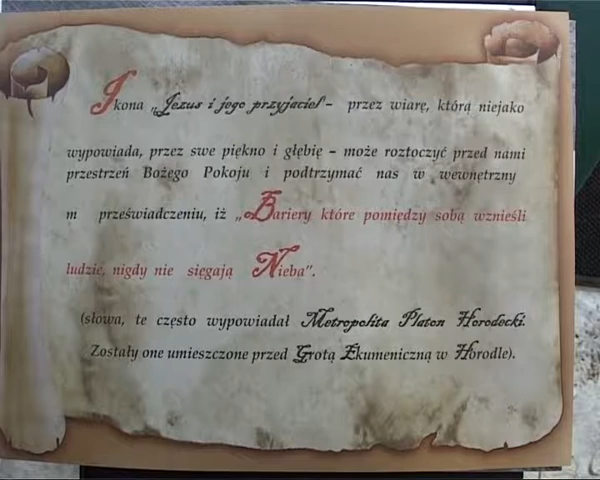 Ikona „Jezus i jego przyjaciel" – przez wiarę, którą niejako
wypowiada, przez swe piękno i głębię – może roztoczyć przed nami
przestrzeń Bożego Pokoju i podtrzymać nas w wewnętrzny
m przeświadczeniu, iż „Bariery które pomiędzy sobą wznieśli
ludzie, nigdy nie sięgają Nieba".
(słowa, te często wypowiadał Metropolita Platon Horodecki.
Zostały one umieszczone przed Grotą Ekumeniczną w Horodle).